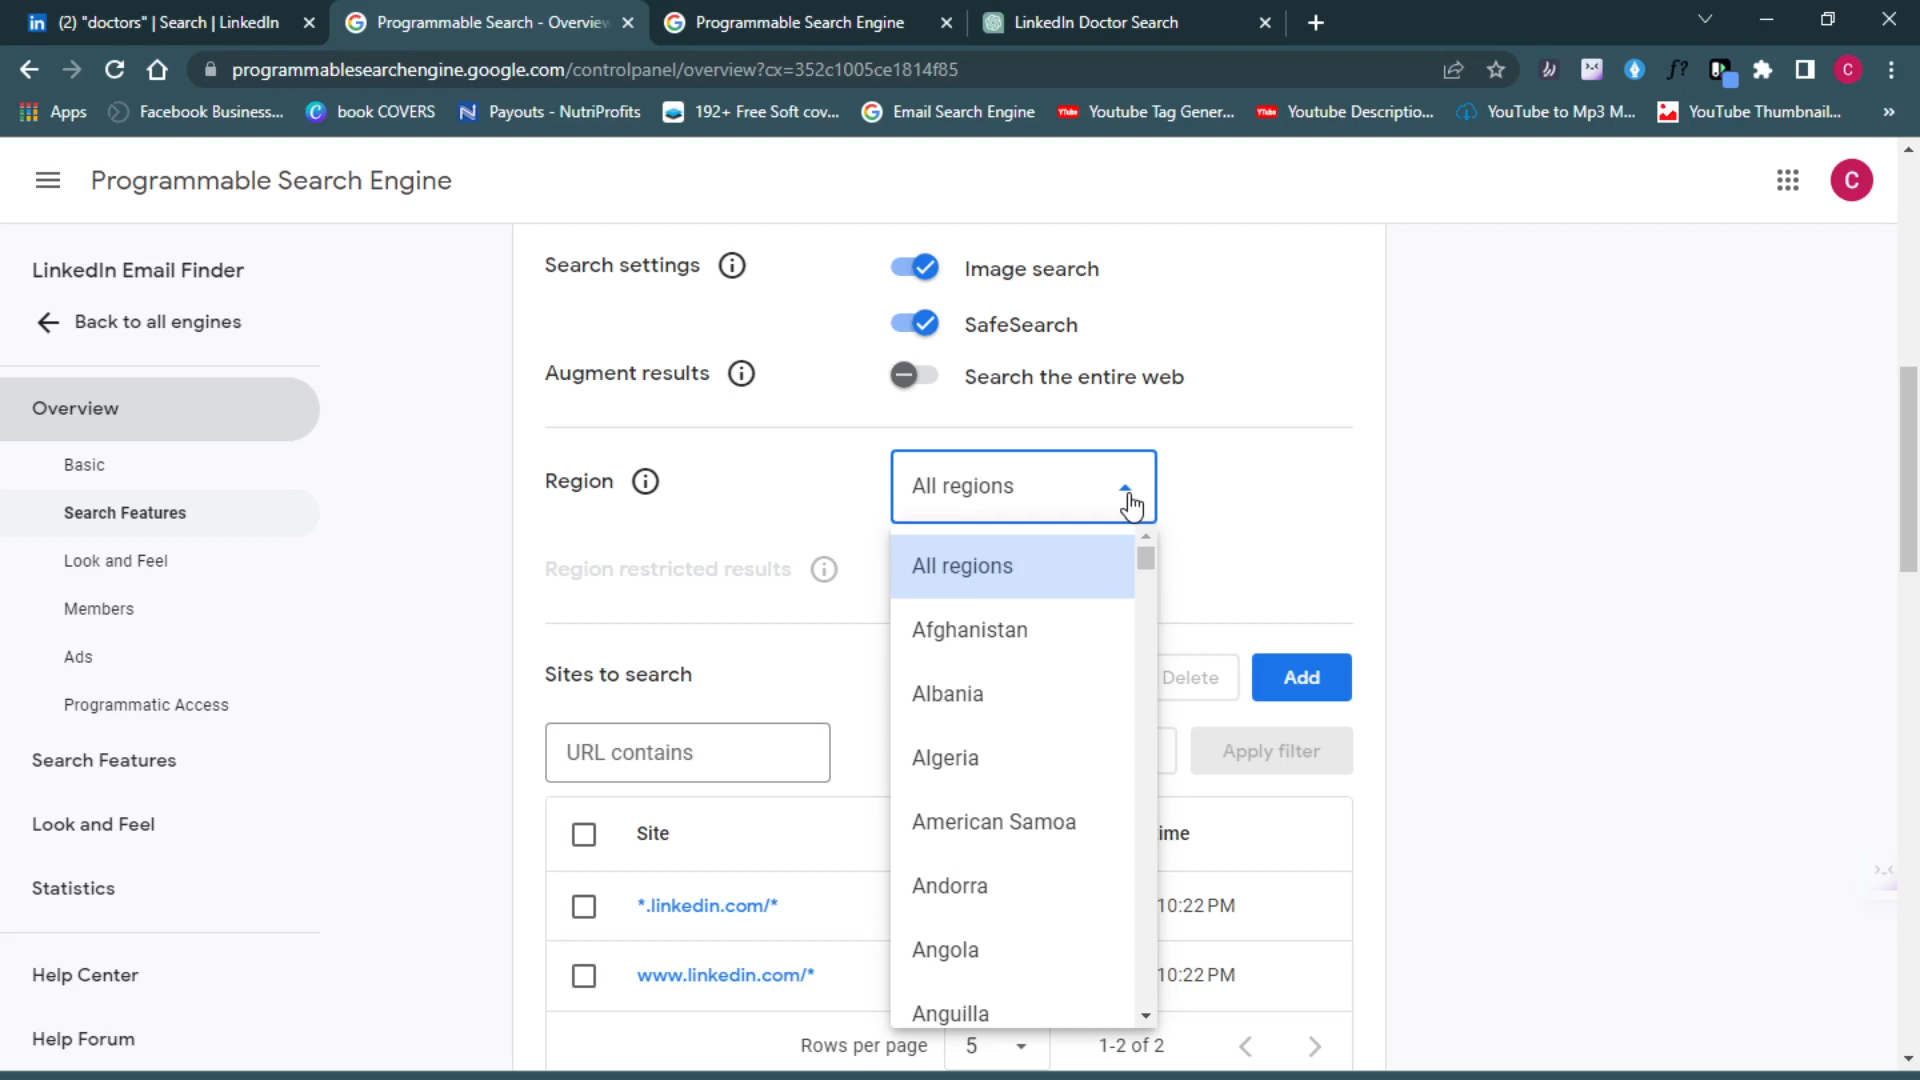 (2) "doctors" | Search | LinkedIn
Programmable Search - Overview
Programmable Search Engine
LinkedIn Doctor Search
programmablesearchengine.google.com/controlpanel/overview?cx=352c1005ce1814f85
C
Apps
Facebook Business...
book COVERS
Payouts - NutriProfits
192+ Free Soft cov...
Email Search Engine
Youtube Tag Gener...
Youtube Descriptio...
YouTube to Mp3 M...
YouTube Thumbnail...
Programmable Search Engine
C
LinkedIn Email Finder
Back to all engines
Overview
Basic
Search Features
Look and Feel
Members
Ads
Programmatic Access
Search Features
Look and Feel
Statistics
Help Center
Help Forum
Search settings
Image search
SafeSearch
Augment results
Search the entire web
Region
All regions
Region restricted results
All regions
Afghanistan
Albania
Algeria
American Samoa
Andorra
Angola
Anguilla
Sites to search
Delete
Add
URL contains
Apply filter
Site
ime
*.linkedin.com/*
10:22 PM
www.linkedin.com/*
10:22 PM
Rows per page
5
1-2 of 2